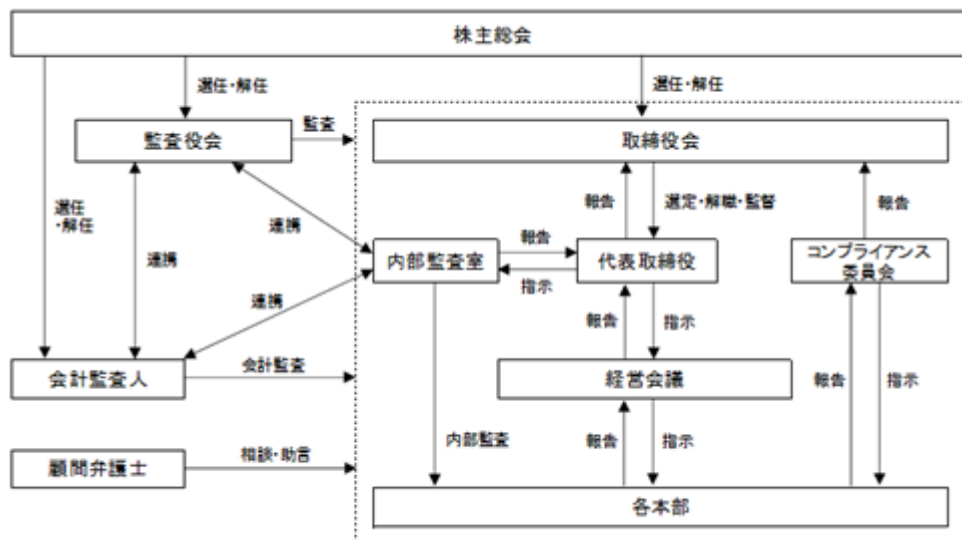 株主総会
選任・解任
選任・解任
監査役会
監査
取締役会
選任
・解任
連携
連携
報告
選定・解職・監督
報告
内部監査室
報告
指示
代表取締役
コンプライアンス
委員会
連携
報告
指示
会計監査人
会計監査
経営会議
報告
指示
内部監査
報告
指示
顧問弁護士
相談・助言
各本部